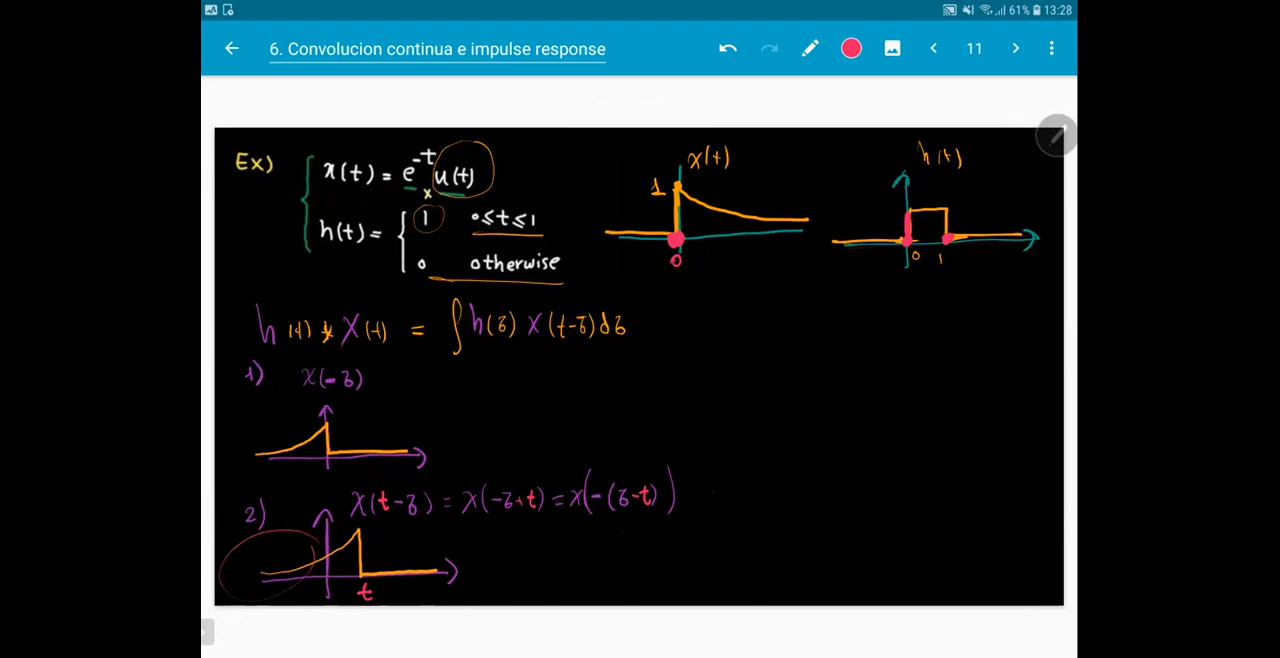 61% 13:28
6. Convolucion continua e impulse response
11
Ex)
x(t) = e^-t u(t)
x
h(t) = { 1 0≤t≤1
0 otherwise
x(t)
1
0
h(t)
0 1
h(t) * x(t) = ∫ h(δ) x(t-δ)dδ
1) x(-δ)
2) x(t-δ) = x(-δ+t) = x(-(δ-t))
t